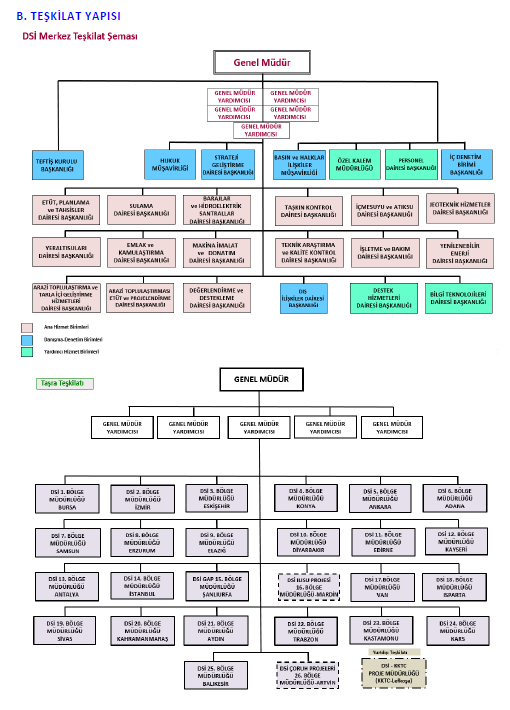 B. TEŞKİLAT YAPISI
DSİ Merkez Teşkilat Şeması
Genel Müdür
GENEL MÜDÜR
YARDIMCISI
GENEL MÜDÜR
YARDIMCISI
GENEL MÜDÜR
YARDIMCISI
GENEL MÜDÜR
YARDIMCISI
GENEL MÜDÜR
YARDIMCISI
TEFTİŞ KURULU
BAŞKANLIĞI
HUKUK
MÜŞAVİRLİĞİ
STRATEJİ
GELİŞTİRME
DAİRESİ BAŞKANLIĞI
BASIN ve HALKLAR
İLİŞKİLER
MÜŞAVİRLİĞİ
ÖZEL KALEM
MÜDÜRLÜĞÜ
PERSONEL
DAİRESİ BAŞKANLIĞI
İÇ DENETİM
BİRİMİ
BAŞKANLIĞI
ETÜT, PLANLAMA
ve TAHSİSLER
DAİRESİ BAŞKANLIĞI
SULAMA
DAİRESİ BAŞKANLIĞI
BARAJLAR
ve HİDROELEKTRİK
SANTRALLAR
DAİRESİ BAŞKANLIĞI
TAŞKIN KONTROL
DAİRESİ BAŞKANLIĞI
İÇMESUYU ve ATIKSU
DAİRESİ BAŞKANLIĞI
JEOTEKNİK HİZMETLER
DAİRESİ BAŞKANLIĞI
YERALTISULARI
DAİRESİ BAŞKANLIĞI
EMLAK ve
KAMULAŞTIRMA
DAİRESİ BAŞKANLIĞI
MAKİNA İMALAT
ve DONATIM
DAİRESİ BAŞKANLIĞI
TEKNİK ARAŞTIRMA
ve KALİTE KONTROL
DAİRESİ BAŞKANLIĞI
İŞLETME ve BAKIM
DAİRESİ BAŞKANLIĞI
YENİLENEBİLİR
ENERJİ
DAİRESİ BAŞKANLIĞI
ARAZİ TOPLULAŞTIRMA ve
TARLA İÇİ GELİŞTİRME
HİZMETLERİ
DAİRESİ BAŞKANLIĞI
ARAZİ TOPLULAŞTIRMASI
ETÜT ve PROJELENDİRME
DAİRESİ BAŞKANLIĞI
DEĞERLENDİRME ve
DESTEKLEME
DAİRESİ BAŞKANLIĞI
DIŞ
İLİŞKİLER DAİRESİ
BAŞKANLIĞI
DESTEK
HİZMETLERİ
DAİRESİ BAŞKANLIĞI
BİLGİ TEKNOLOJİLERİ
DAİRESİ BAŞKANLIĞI
Ana Hizmet Birimleri
Danışma-Denetim Birimleri
Yardımcı Hizmet Birimleri
Taşra Teşkilatı
GENEL MÜDÜR
GENEL MÜDÜR
YARDIMCISI
GENEL MÜDÜR
YARDIMCISI
GENEL MÜDÜR
YARDIMCISI
GENEL MÜDÜR
YARDIMCISI
GENEL MÜDÜR
YARDIMCISI
DSİ 1. BÖLGE
MÜDÜRLÜĞÜ
BURSA
DSİ 2. BÖLGE
MÜDÜRLÜĞÜ
İZMİR
DSİ 3. BÖLGE
MÜDÜRLÜĞÜ
ESKİŞEHİR
DSİ 4. BÖLGE
MÜDÜRLÜĞÜ
KONYA
DSİ 5. BÖLGE
MÜDÜRLÜĞÜ
ANKARA
DSİ 6. BÖLGE
MÜDÜRLÜĞÜ
ADANA
DSİ 7. BÖLGE
MÜDÜRLÜĞÜ
SAMSUN
DSİ 8. BÖLGE
MÜDÜRLÜĞÜ
ERZURUM
DSİ 9. BÖLGE
MÜDÜRLÜĞÜ
ELAZIĞ
DSİ 10. BÖLGE
MÜDÜRLÜĞÜ
DİYARBAKIR
DSİ 11. BÖLGE
MÜDÜRLÜĞÜ
EDİRNE
DSİ 12. BÖLGE
MÜDÜRLÜĞÜ
KAYSERİ
DSİ 13. BÖLGE
MÜDÜRLÜĞÜ
ANTALYA
DSİ 14. BÖLGE
MÜDÜRLÜĞÜ
İSTANBUL
DSİ GAP 15. BÖLGE
MÜDÜRLÜĞÜ
ŞANLIURFA
DSİ ILISU PROJESİ
16. BÖLGE
MÜDÜRLÜĞÜ-MARDİN
DSİ 17.BÖLGE
MÜDÜRLÜĞÜ
VAN
DSİ 18. BÖLGE
MÜDÜRLÜĞÜ
ISPARTA
DSİ 19. BÖLGE
MÜDÜRLÜĞÜ
SİVAS
DSİ 20. BÖLGE
MÜDÜRLÜĞÜ
KAHRAMANMARAŞ
DSİ 21. BÖLGE
MÜDÜRLÜĞÜ
AYDIN
DSİ 22. BÖLGE
MÜDÜRLÜĞÜ
TRABZON
DSİ 23. BÖLGE
MÜDÜRLÜĞÜ
KASTAMONU
DSİ 24. BÖLGE
MÜDÜRLÜĞÜ
KARS
Yurtdışı Teşkilatı
DSİ 25. BÖLGE
MÜDÜRLÜĞÜ
BALIKESİR
DSİ ÇORUH PROJELERİ
26. BÖLGE
MÜDÜRLÜĞÜ-ARTVİN
DSİ - KKTC
PROJE MÜDÜRLÜĞÜ
(KKTC-Lefkoşa)